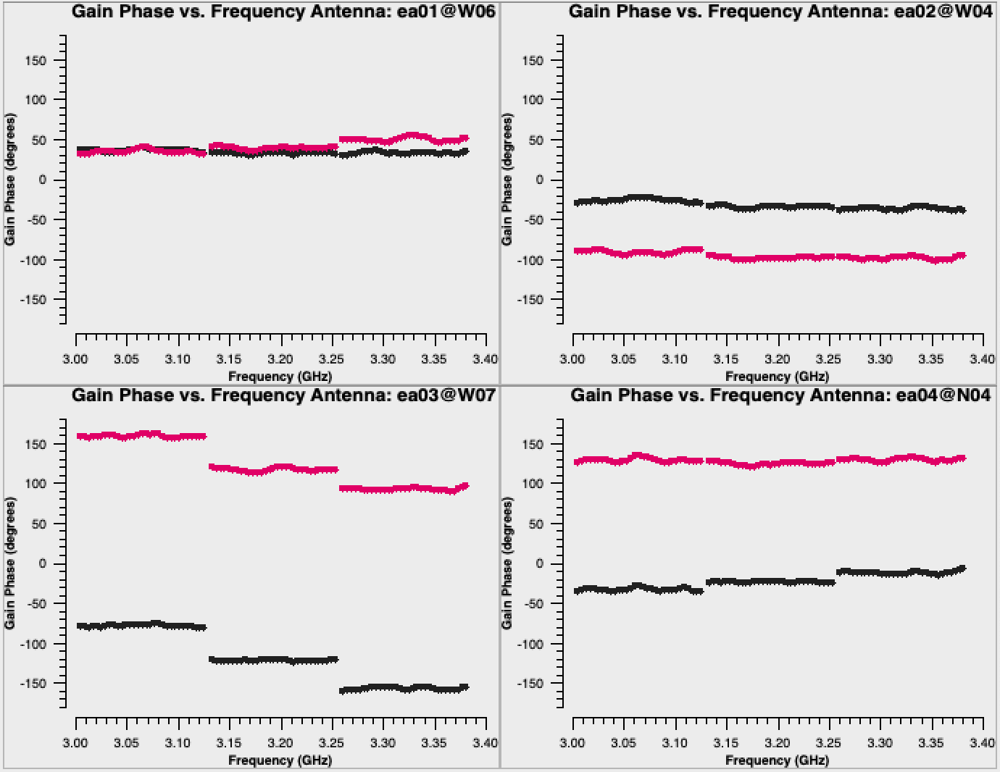 Gain Phase vs. Frequency Antenna: ea01@W06
150
100
50
0
-50
-100
-150
Gain Phase (degrees)
3.00 3.05 3.10 3.15 3.20 3.25 3.30 3.35 3.40
Frequency (GHz)
Gain Phase vs. Frequency Antenna: ea02@W04
150
100
50
0
-50
-100
-150
Gain Phase (degrees)
3.00 3.05 3.10 3.15 3.20 3.25 3.30 3.35 3.40
Frequency (GHz)
Gain Phase vs. Frequency Antenna: ea03@W07
150
100
50
0
-50
-100
-150
Gain Phase (degrees)
3.00 3.05 3.10 3.15 3.20 3.25 3.30 3.35 3.40
Frequency (GHz)
Gain Phase vs. Frequency Antenna: ea04@N04
150
100
50
0
-50
-100
-150
Gain Phase (degrees)
3.00 3.05 3.10 3.15 3.20 3.25 3.30 3.35 3.40
Frequency (GHz)